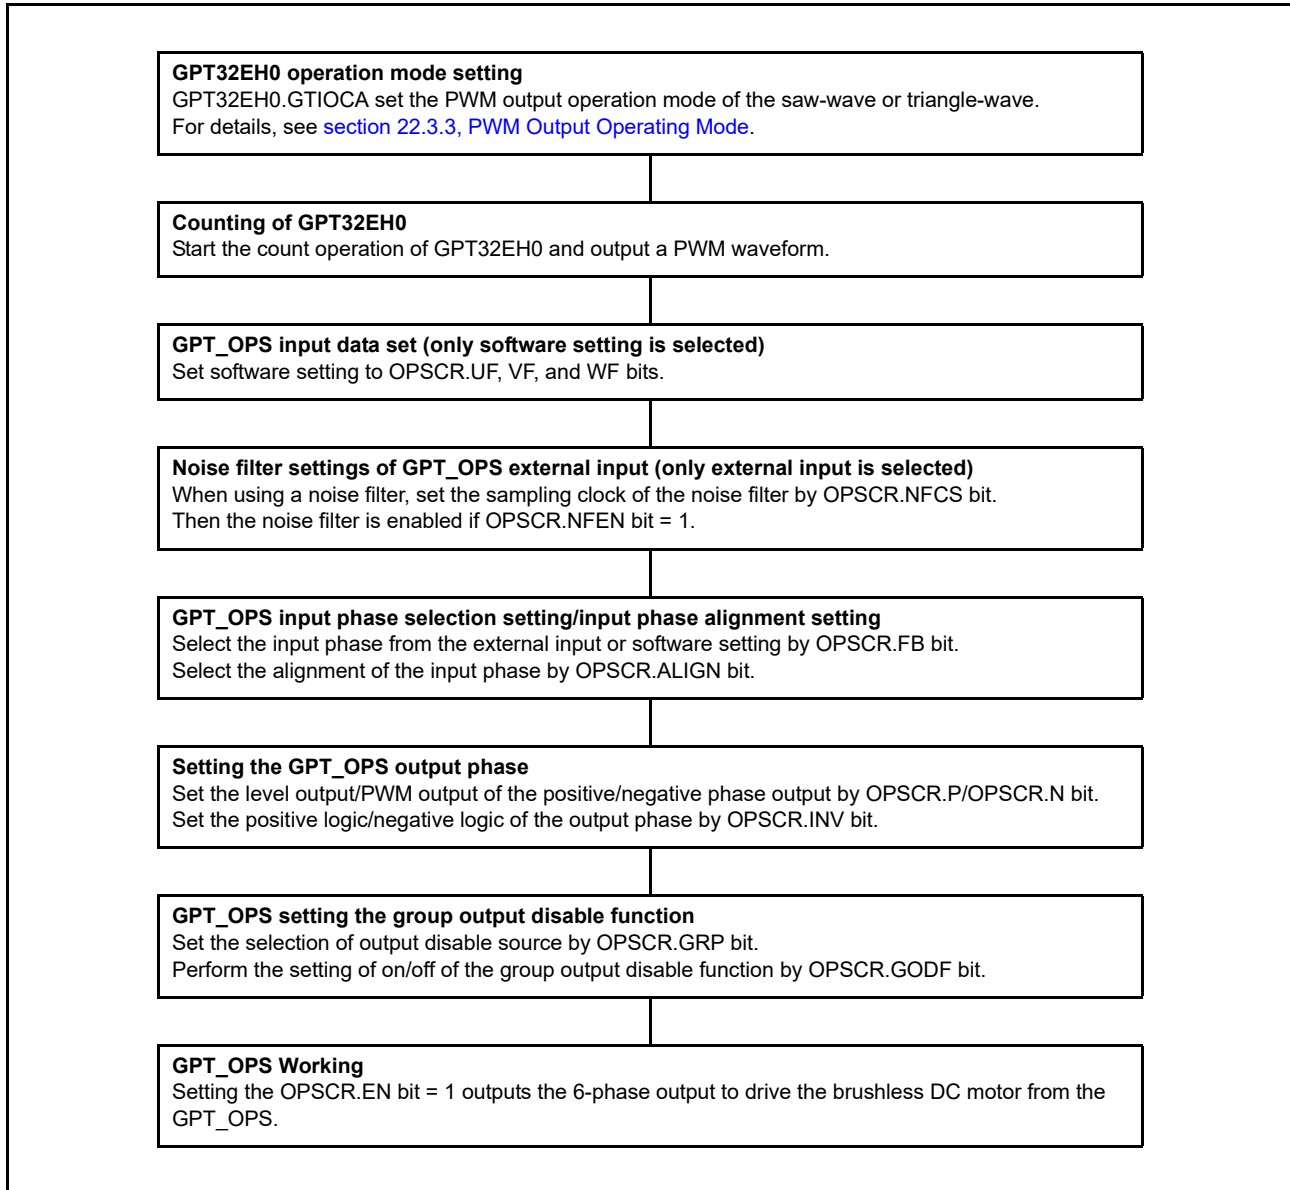 GPT32EH0 operation mode setting
GPT32EH0.GTIOCA set the PWM output operation mode of the saw-wave or triangle-wave.
For details, see section 22.3.3, PWM Output Operating Mode.
Counting of GPT32EH0
Start the count operation of GPT32EH0 and output a PWM waveform.
GPT_OPS input data set (only software setting is selected)
Set software setting to OPSCR.UF, VF, and WF bits.
Noise filter settings of GPT_OPS external input (only external input is selected)
When using a noise filter, set the sampling clock of the noise filter by OPSCR.NFCS bit.
Then the noise filter is enabled if OPSCR.NFEN bit = 1.
GPT_OPS input phase selection setting/input phase alignment setting
Select the input phase from the external input or software setting by OPSCR.FB bit.
Select the alignment of the input phase by OPSCR.ALIGN bit.
Setting the GPT_OPS output phase
Set the level output/PWM output of the positive/negative phase output by OPSCR.P/OPSCR.N bit.
Set the positive logic/negative logic of the output phase by OPSCR.INV bit.
GPT_OPS setting the group output disable function
Set the selection of output disable source by OPSCR.GRP bit.
Perform the setting of on/off of the group output disable function by OPSCR.GODF bit.
GPT_OPS Working
Setting the OPSCR.EN bit = 1 outputs the 6-phase output to drive the brushless DC motor from the
GPT_OPS.